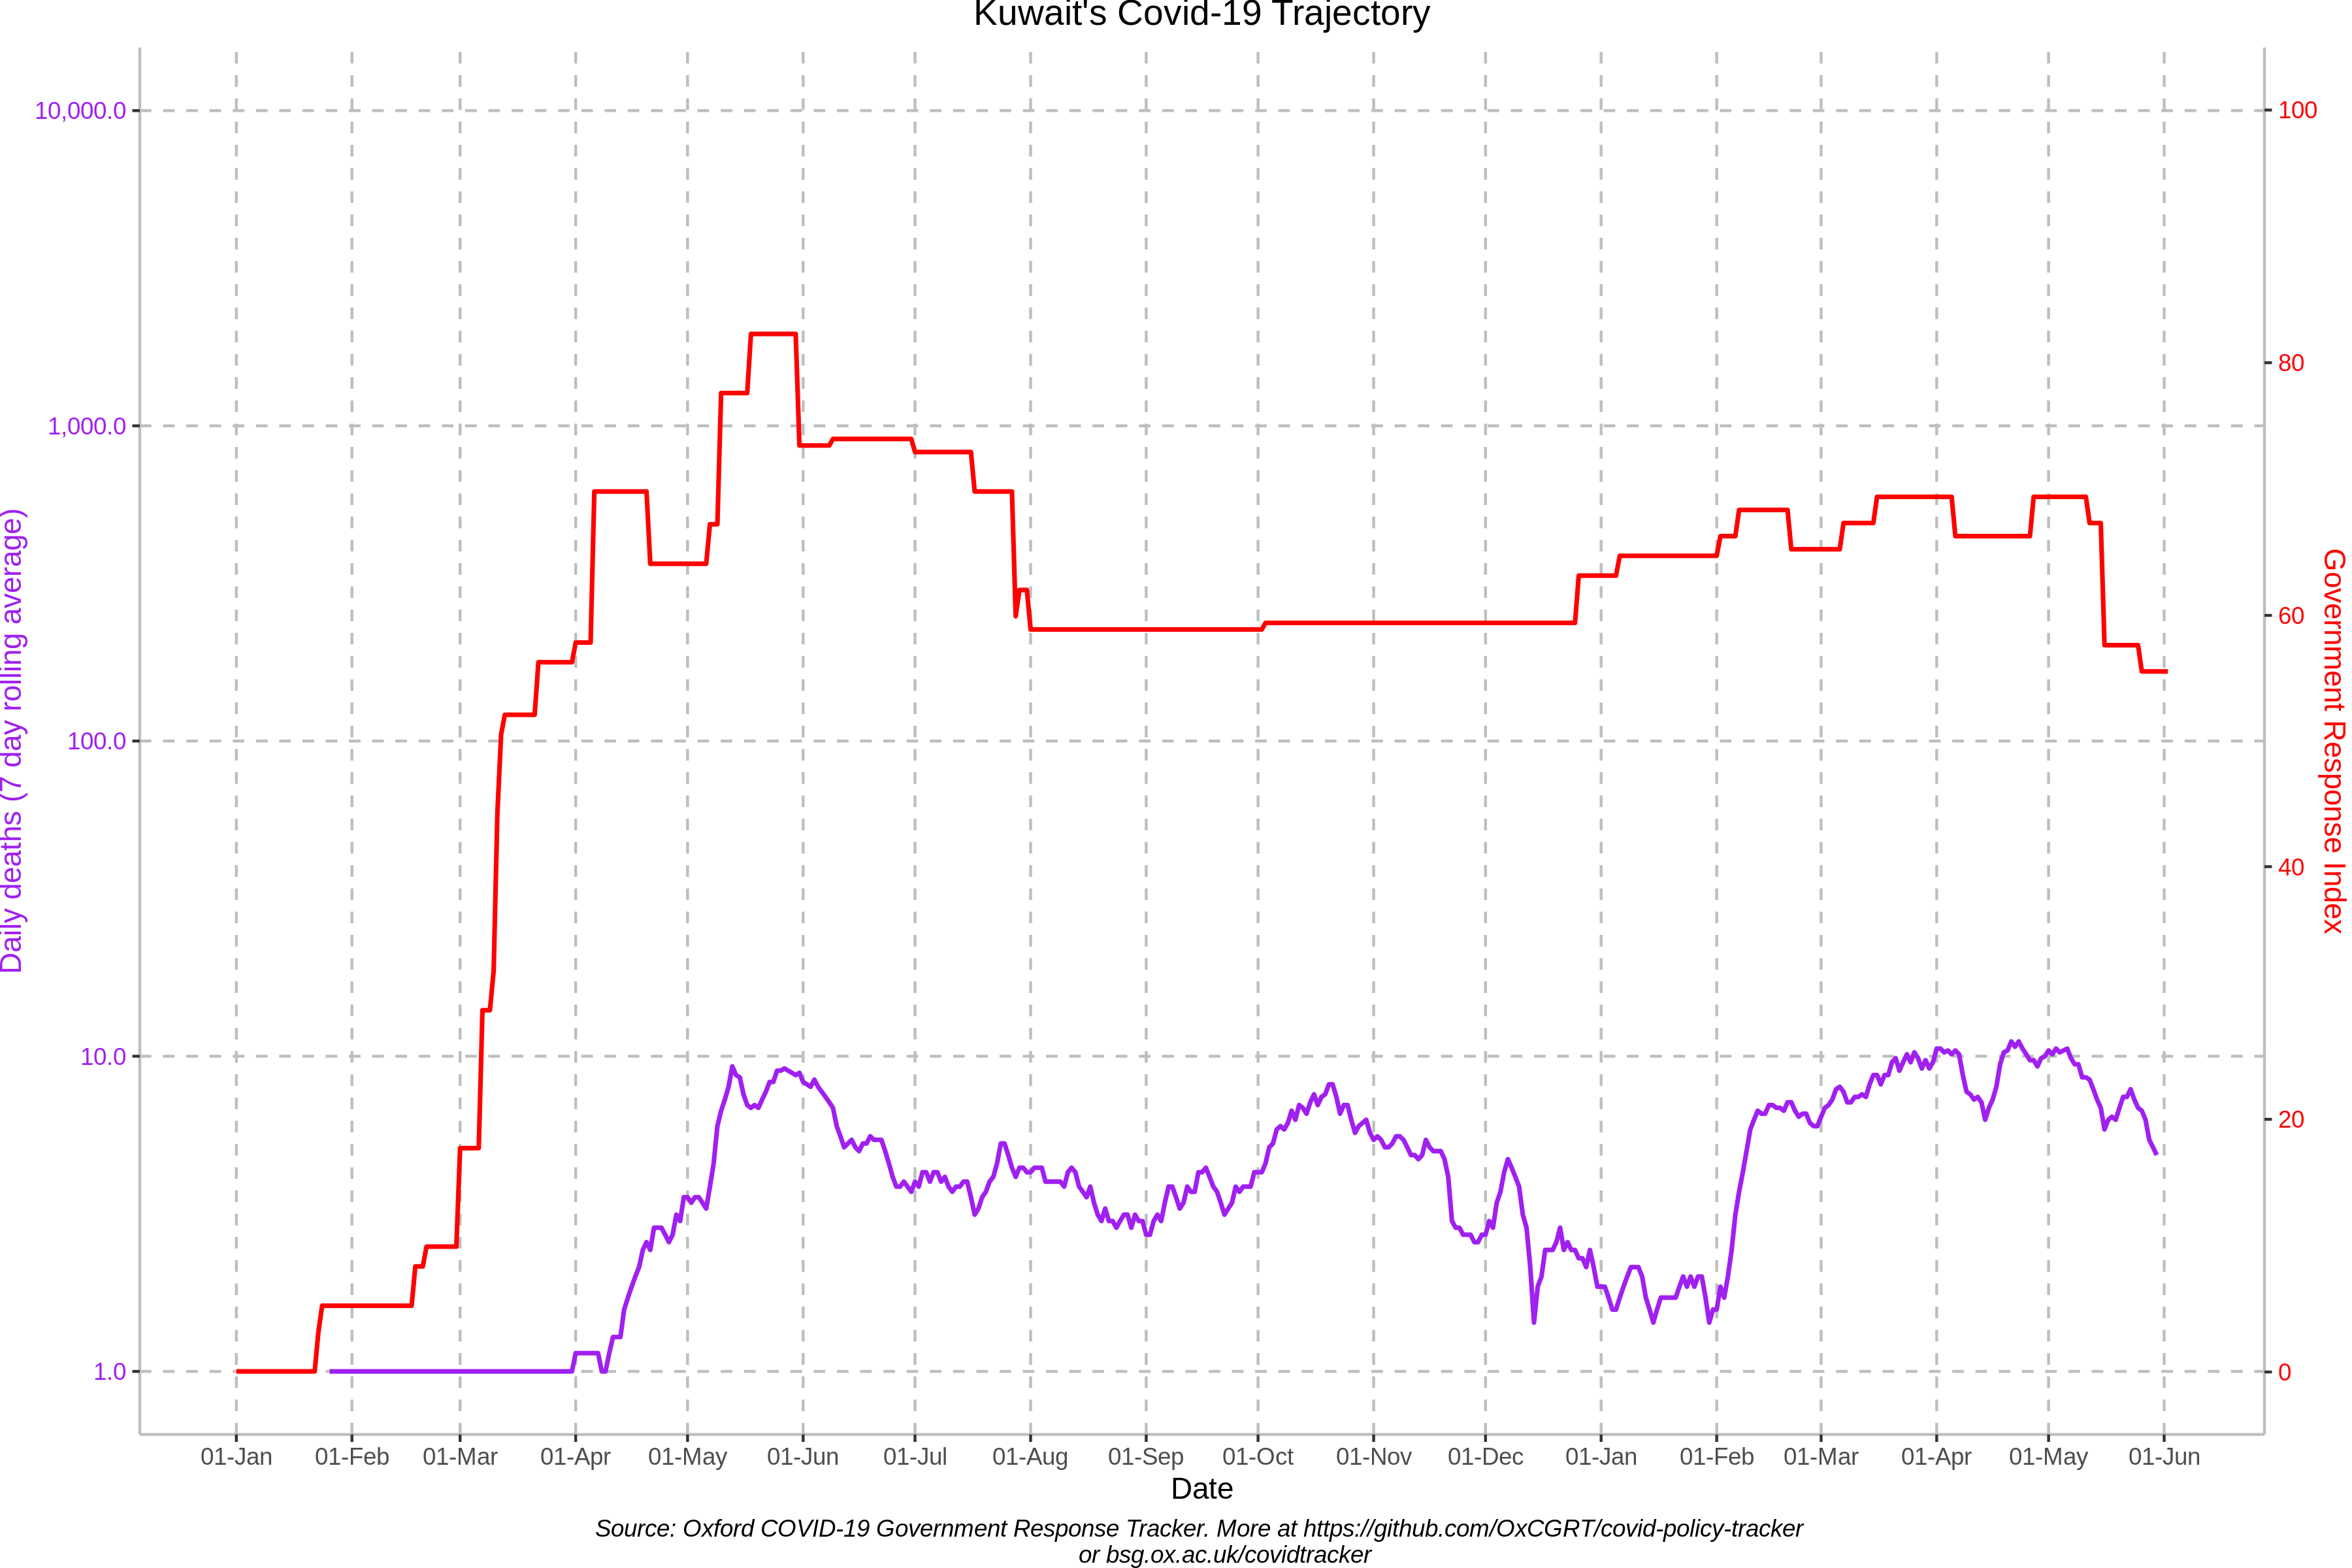 Kuwait's Covid-19 Trajectory
10,000.0
1,000.0
100.0
10.0
1.0
Daily deaths (7 day rolling average)
100
80
60
40
20
0
Government Response Index
01-Jan 01-Feb 01-Mar 01-Apr 01-May 01-Jun 01-Jul 01-Aug 01-Sep 01-Oct 01-Nov 01-Dec 01-Jan 01-Feb 01-Mar 01-Apr 01-May 01-Jun
Date
Source: Oxford COVID-19 Government Response Tracker. More at https://github.com/OxCGRT/covid-policy-tracker
or bsg.ox.ac.uk/covidtracker